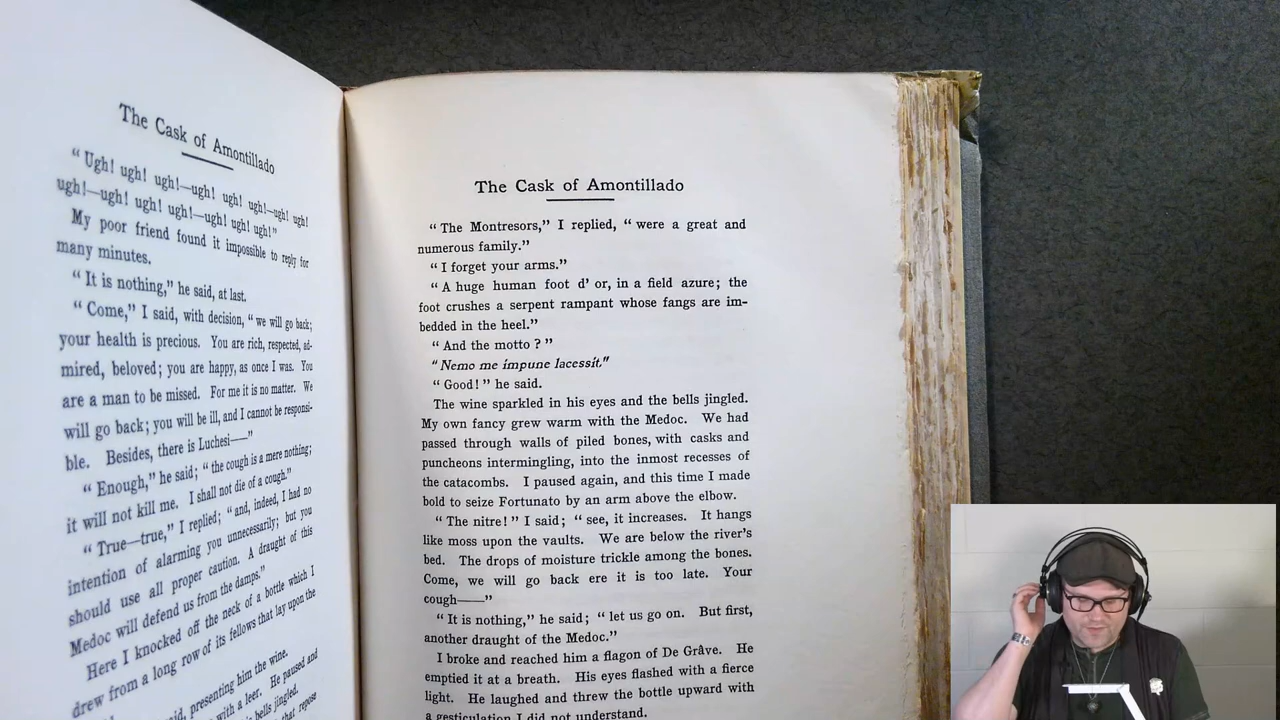 The Cask of Amontillado
“ Ugh! ugh! ugh!—ugh! ugh! ugh!—ugh! ugh!
ugh!—ugh! ugh! ugh!—ugh! ugh! ugh!”
My poor friend found it impossible to reply for
many minutes.
“ It is nothing,” he said, at last.
“ Come,” I said, with decision, “ we will go back;
your health is precious. You are rich, respected, ad-
mired, beloved; you are happy, as once I was. You
are a man to be missed. For me it is no matter. We
will go back; you will be ill, and I cannot be responsi-
ble. Besides, there is Luchesi——”
“ Enough,” he said; “ the cough is a mere nothing;
it will not kill me. I shall not die of a cough.”
“ True—true,” I replied; “ and, indeed, I had no
intention of alarming you unnecessarily; but you
should use all proper caution. A draught of this
Medoc will defend us from the damps.”
Here I knocked off the neck of a bottle which I
drew from a long row of its fellows that lay upon the
said, presenting him the wine.
with a leer. He paused and
bells jingled.
that repose
The Cask of Amontillado
“ The Montresors,” I replied, “ were a great and
numerous family.”
“ I forget your arms.”
“ A huge human foot d’ or, in a field azure ; the
foot crushes a serpent rampant whose fangs are im-
bedded in the heel.”
“ And the motto ? ”
“ Nemo me impune lacessit.”
“ Good! ” he said.
The wine sparkled in his eyes and the bells jingled.
My own fancy grew warm with the Medoc. We had
passed through walls of piled bones, with casks and
puncheons intermingling, into the inmost recesses of
the catacombs. I paused again, and this time I made
bold to seize Fortunato by an arm above the elbow.
“ The nitre! ” I said; “ see, it increases. It hangs
like moss upon the vaults. We are below the river’s
bed. The drops of moisture trickle among the bones.
Come, we will go back ere it is too late. Your
cough——”
“ It is nothing,” he said; “ let us go on. But first,
another draught of the Medoc.”
I broke and reached him a flagon of De Grâve. He
emptied it at a breath. His eyes flashed with a fierce
light. He laughed and threw the bottle upward with
a gesticulation I did not understand.